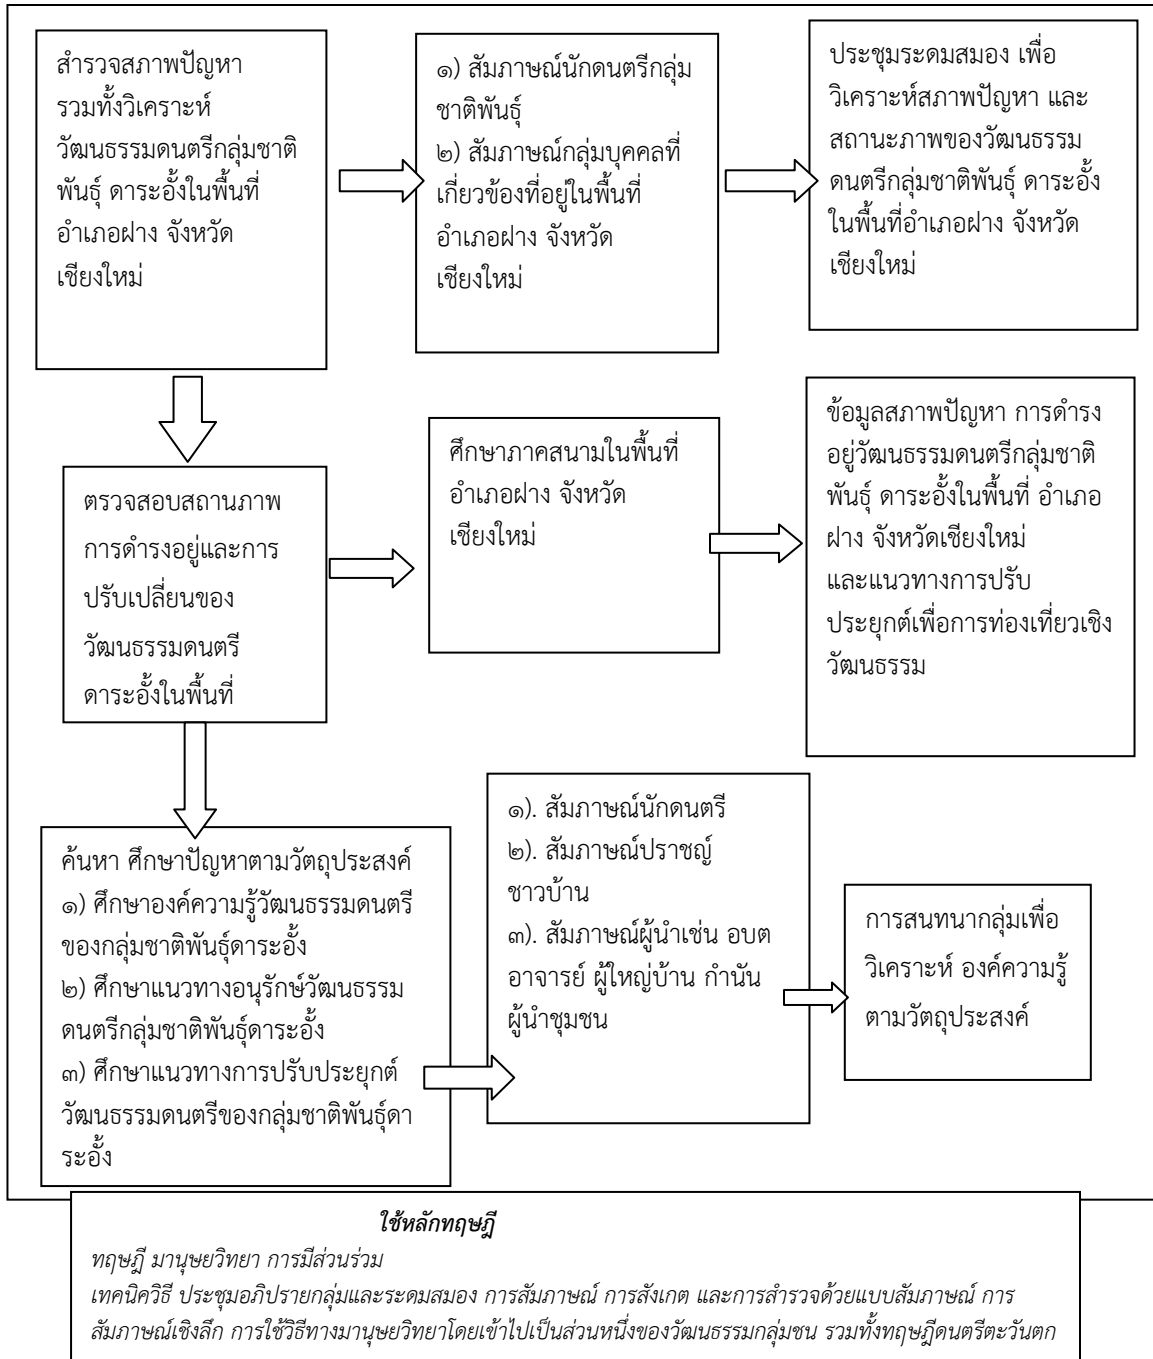 สำรวจสภาพปัญหา
รวมทั้งวิเคราะห์
วัฒนธรรมดนตรีกลุ่มชาติ
พันธุ์ ดาระอั้งในพื้นที่
อำเภอฝาง จังหวัด
เชียงใหม่
๑) สัมภาษณ์นักดนตรีกลุ่ม
ชาติพันธุ์
๒) สัมภาษณ์กลุ่มบุคคลที่
เกี่ยวข้องที่อยู่ในพื้นที่
อำเภอฝาง จังหวัด
เชียงใหม่
ประชุมระดมสมอง เพื่อ
วิเคราะห์สภาพปัญหา และ
สถานะภาพของวัฒนธรรม
ดนตรีกลุ่มชาติพันธุ์ ดาระอั้ง
ในพื้นที่อำเภอฝาง จังหวัด
เชียงใหม่
ตรวจสอบสถานภาพ
การดำรงอยู่และการ
ปรับเปลี่ยนของ
วัฒนธรรมดนตรี
ดาระอั้งในพื้นที่
ศึกษาภาคสนามในพื้นที่
อำเภอฝาง จังหวัด
เชียงใหม่
ข้อมูลสภาพปัญหา การดำรง
อยู่วัฒนธรรมดนตรีกลุ่มชาติ
พันธุ์ ดาระอั้งในพื้นที่ อำเภอ
ฝาง จังหวัดเชียงใหม่
และแนวทางการปรับ
ประยุกต์เพื่อการท่องเที่ยวเชิง
วัฒนธรรม
ค้นหา ศึกษาปัญหาตามวัตถุประสงค์
๑) ศึกษาองค์ความรู้วัฒนธรรมดนตรี
ของกลุ่มชาติพันธุ์ดาระอั้ง
๒) ศึกษาแนวทางอนุรักษ์วัฒนธรรม
ดนตรีกลุ่มชาติพันธุ์ดาระอั้ง
๓) ศึกษาแนวทางการปรับประยุกต์
วัฒนธรรมดนตรีของกลุ่มชาติพันธุ์ดา
ระอั้ง
๑). สัมภาษณ์นักดนตรี
๒). สัมภาษณ์ปราชญ์
ชาวบ้าน
๓). สัมภาษณ์ผู้นำเช่น อบต
อาจารย์ ผู้ใหญ่บ้าน กำนัน
ผู้นำชุมชน
การสนทนากลุ่มเพื่อ
วิเคราะห์ องค์ความรู้
ตามวัตถุประสงค์
ใช้หลักทฤษฎี
ทฤษฎี มานุษยวิทยา การมีส่วนร่วม
เทคนิควิธี ประชุมอภิปรายกลุ่มและระดมสมอง การสัมภาษณ์ การสังเกต และการสำรวจด้วยแบบสัมภาษณ์ การ
สัมภาษณ์เชิงลึก การใช้วิธีทางมานุษยวิทยาโดยเข้าไปเป็นส่วนหนึ่งของวัฒนธรรมกลุ่มชน รวมทั้งทฤษฎีดนตรีตะวันตก